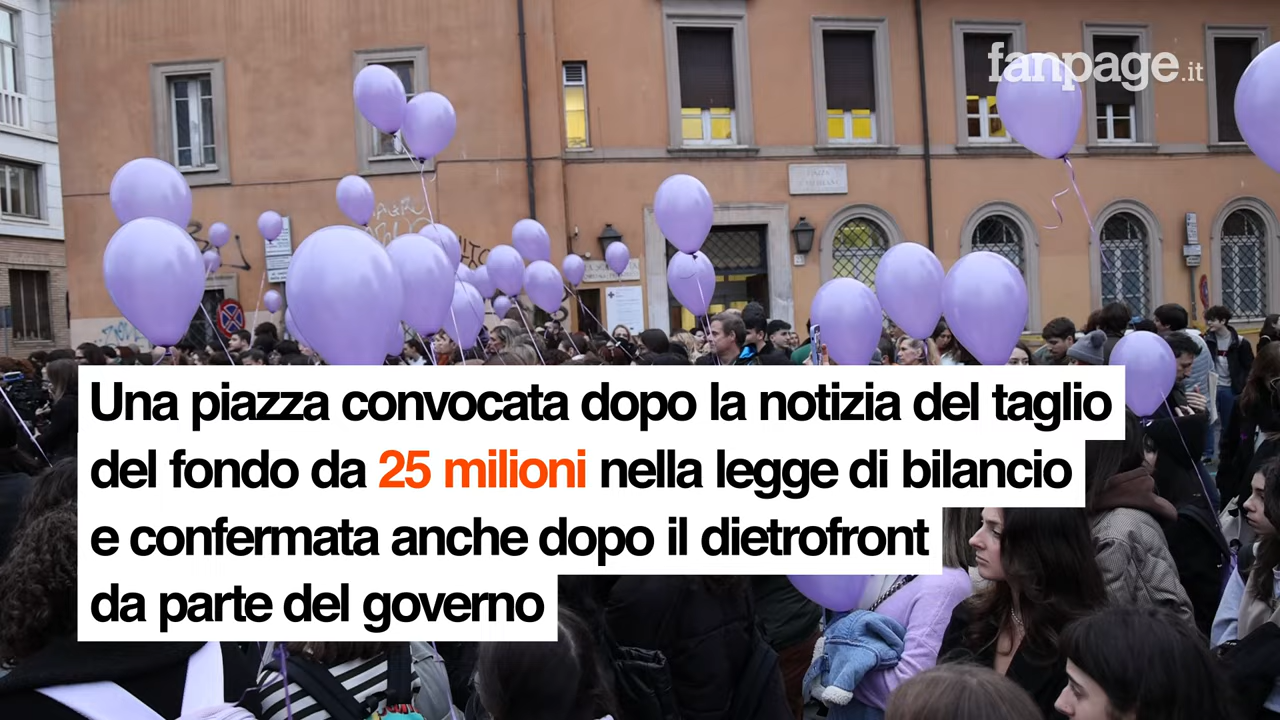 fanpage.it
Una piazza convocata dopo la notizia del taglio
del fondo da 25 milioni nella legge di bilancio
e confermata anche dopo il dietrofront
da parte del governo